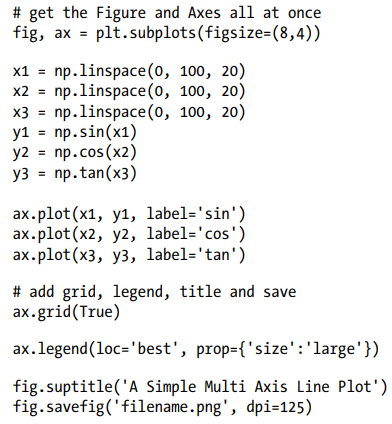 # get the Figure and Axes all at once
fig, ax = plt.subplots(figsize=(8,4))
x1 = np.linspace(0, 100, 20)
x2 = np.linspace(0, 100, 20)
x3 = np.linspace(0, 100, 20)
y1 = np.sin(x1)
y2 = np.cos(x2)
y3 = np.tan(x3)
ax.plot(x1, y1, label='sin')
ax.plot(x2, y2, label='cos')
ax.plot(x3, y3, label='tan')
# add grid, legend, title and save
ax.grid(True)
ax.legend(loc='best', prop={'size':'large'})
fig.suptitle('A Simple Multi Axis Line Plot')
fig.savefig('filename.png', dpi=125)